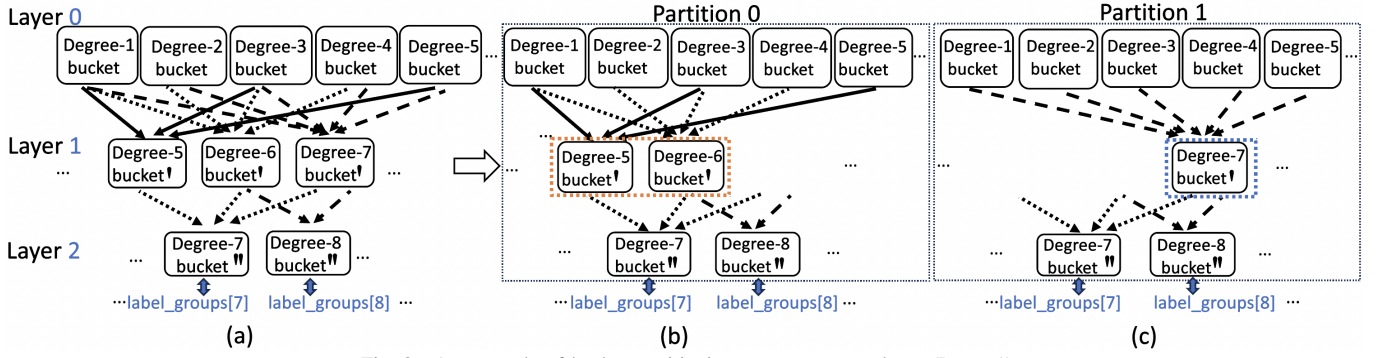 Layer 0
Degree-1 bucket
Degree-2 bucket
Degree-3 bucket
Degree-4 bucket
Degree-5 bucket
...
Layer 1
...
Degree-5 bucket'
Degree-6 bucket'
Degree-7 bucket'
...
Layer 2
...
Degree-7 bucket"
Degree-8 bucket"
...
...label_groups[7]
label_groups[8] ...
(a)
Partition 0
Degree-1 bucket
Degree-2 bucket
Degree-3 bucket
Degree-4 bucket
Degree-5 bucket
...
...
...
Degree-5 bucket'
Degree-6 bucket'
...
...
Degree-7 bucket"
Degree-8 bucket"
...
...label_groups[7]
label_groups[8] ...
(b)
Partition 1
Degree-1 bucket
Degree-2 bucket
Degree-3 bucket
Degree-4 bucket
Degree-5 bucket
...
...
Degree-7 bucket'
...
...
Degree-7 bucket"
Degree-8 bucket"
...
...label_groups[7]
label_groups[8] ...
(c)